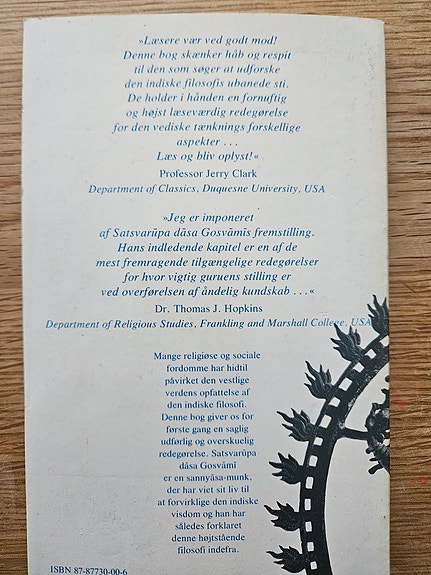 »Læsere vær ved godt mod!
Denne bog skænker håb og respit
til den som søger at udforske
den indiske filosofis ubanede sti.
De holder i hånden en fornuftig
og højst læseværdig redegørelse
for den vediske tænknings forskellige
aspekter . . .
Læs og bliv oplyst!«
Professor Jerry Clark
Department of Classics, Duquesne University, USA
»Jeg er imponeret
af Satsvarūpa dāsa Gosvāmīs fremstilling.
Hans indledende kapitel er en af de
mest fremragende tilgængelige redegørelser
for hvor vigtig guruens stilling er
ved overførelsen af åndelig kundskab . . .«
Dr. Thomas J. Hopkins
Department of Religious Studies, Frankling and Marshall College, USA
Mange religiøse og sociale
fordomme har hidtil
påvirket den vestlige
verdens opfattelse af
den indiske filosofi.
Denne bog giver os for
første gang en saglig
udførlig og overskuelig
redegørelse. Satsvarūpa
dāsa Gosvāmī
er en sannyāsa-munk,
der har viet sit liv til
at forvirklige den indiske
visdom og han har
således forklaret
denne højtstående
filosofi indefra.
ISBN 87-87730-00-6